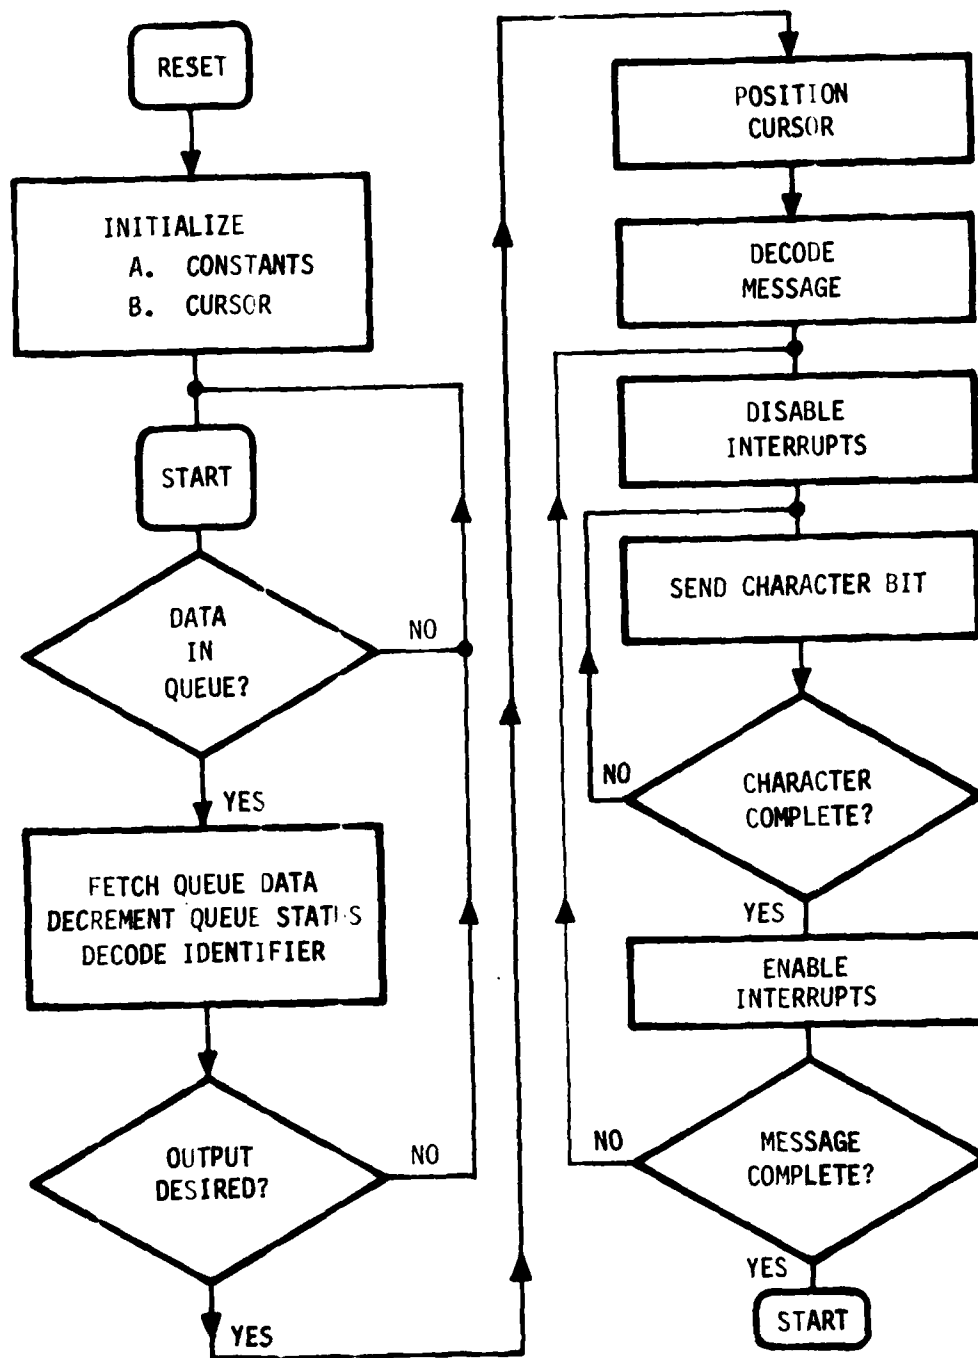 RESET
INITIALIZE
A. CONSTANTS
B. CURSOR
START
DATA
IN
QUEUE?
NO
YES
FETCH QUEUE DATA
DECREMENT QUEUE STATUS
DECODE IDENTIFIER
OUTPUT
DESIRED?
NO
YES
POSITION
CURSOR
DECODE
MESSAGE
DISABLE
INTERRUPTS
SEND CHARACTER BIT
CHARACTER
COMPLETE?
NO
YES
ENABLE
INTERRUPTS
MESSAGE
COMPLETE?
NO
YES
START